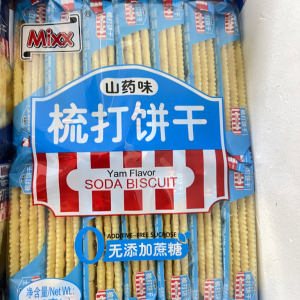 Mixx
山药味
梳打饼干
Yam Flavor
SODA BISCUIT
ADDITIVE-FREE SUCROSE
0无添加蔗糖
净含量/Net Wt.